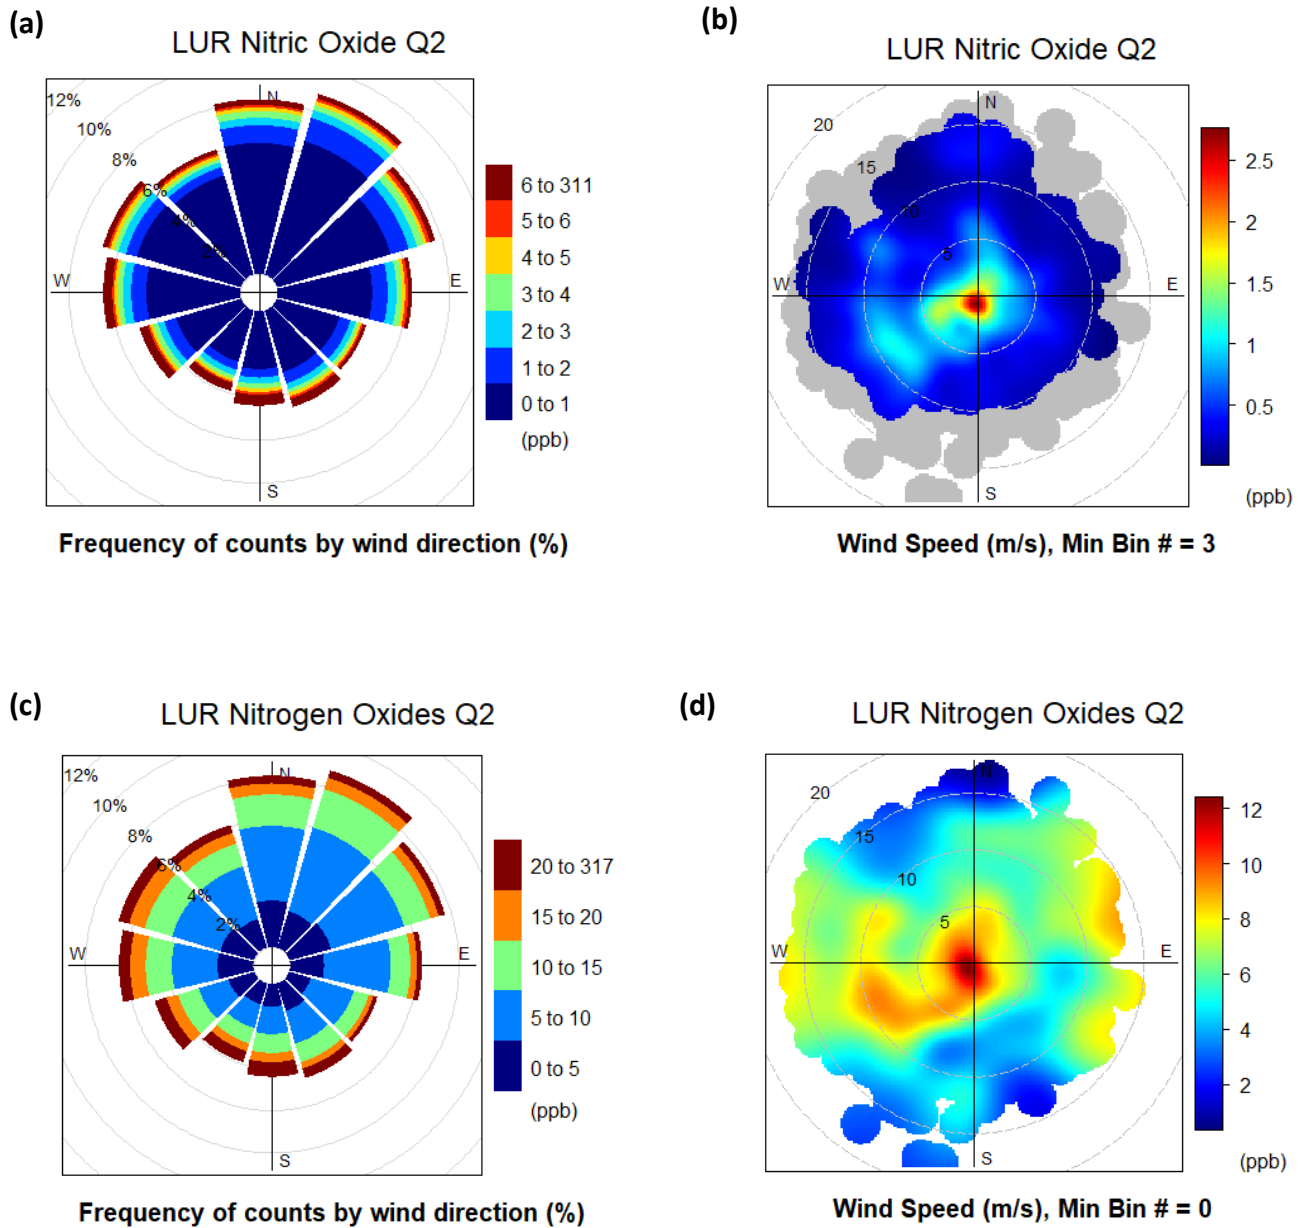 (a)
LUR Nitric Oxide Q2
12%
10%
8%
6%
4%
2%
N
W
E
S
6 to 311
5 to 6
4 to 5
3 to 4
2 to 3
1 to 2
0 to 1
(ppb)
Frequency of counts by wind direction (%)
(b)
LUR Nitric Oxide Q2
20
15
10
5
N
W
E
S
2.5
2
1.5
1
0.5
(ppb)
Wind Speed (m/s), Min Bin # = 3
(c)
LUR Nitrogen Oxides Q2
12%
10%
8%
6%
4%
2%
N
W
E
S
20 to 317
15 to 20
10 to 15
5 to 10
0 to 5
(ppb)
Frequency of counts by wind direction (%)
(d)
LUR Nitrogen Oxides Q2
20
15
10
5
N
W
E
S
12
10
8
6
4
2
(ppb)
Wind Speed (m/s), Min Bin # = 0